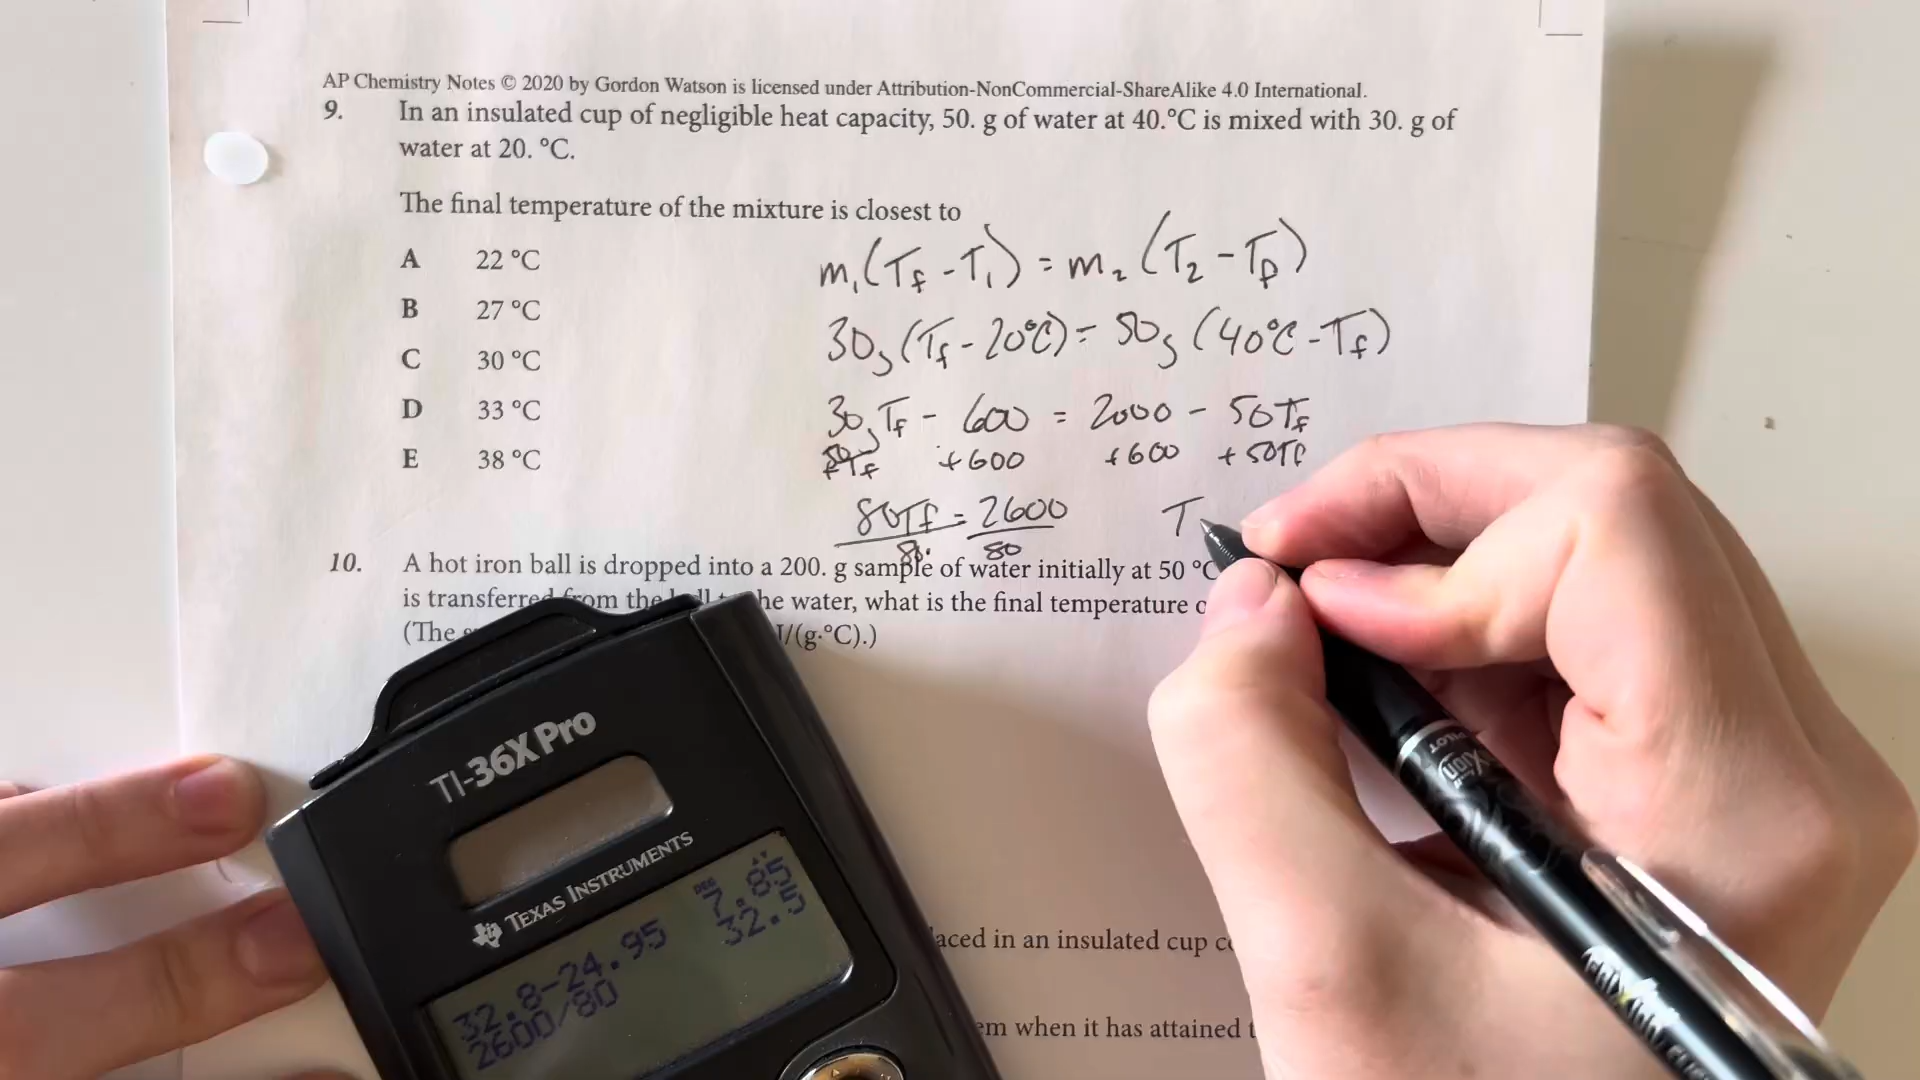 AP Chemistry Notes © 2020 by Gordon Watson is licensed under Attribution-NonCommercial-ShareAlike 4.0 International.
9. In an insulated cup of negligible heat capacity, 50. g of water at 40.°C is mixed with 30. g of
water at 20. °C.
The final temperature of the mixture is closest to
A 22 °C
B 27 °C
C 30 °C
D 33 °C
E 38 °C
m₁(Tf - T₁) = m₂(T₂ - Tf)
30g(Tf - 20°C) = 50g(40°C - Tf)
30gTf - 600 = 2000 - 50Tf
+600 +600 +50Tf
80Tf = 2600
80 80
T
10. A hot iron ball is dropped into a 200. g sample of water initially at 50 °C
is transferred from the he water, what is the final temperature
(The J/(g·°C).)
TI-36X Pro
TEXAS INSTRUMENTS
DEG
32.8-24.95 7.85
2600/80 32.5
laced in an insulated cup
em when it has attained
PILOT
FriXion